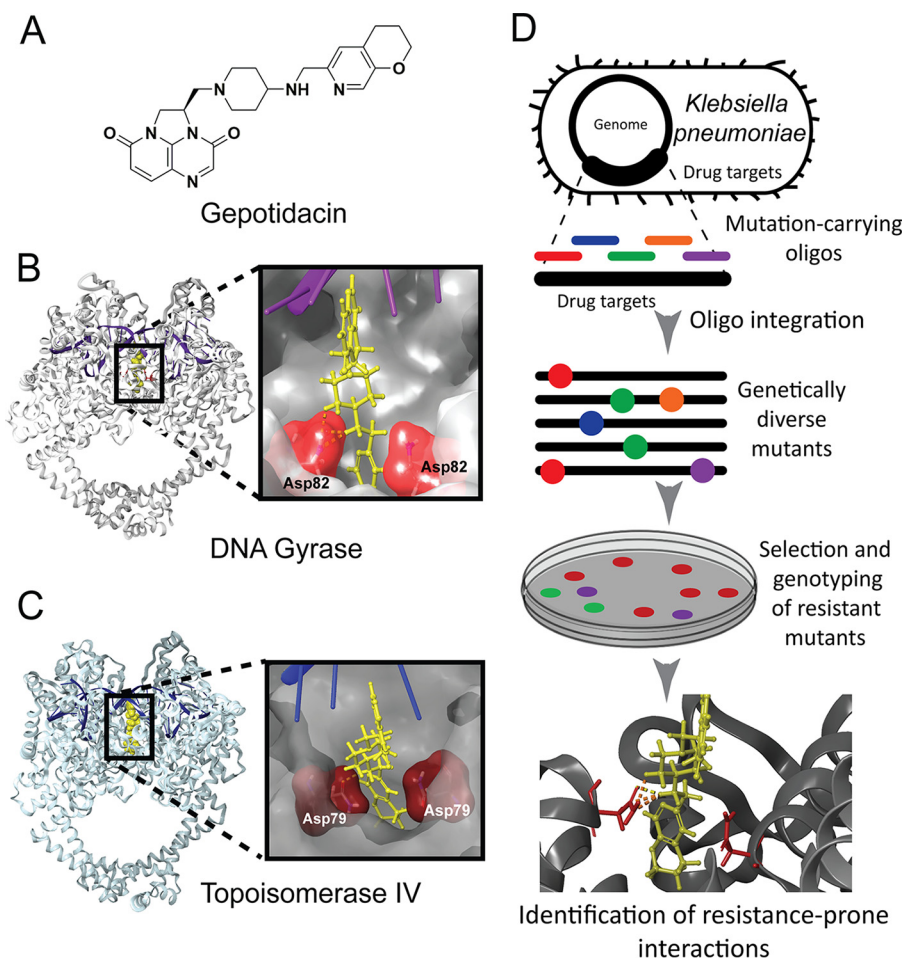 A
O
N
N
O
N
N
NH
N
O
Gepotidacin
B
Asp82
Asp82
DNA Gyrase
C
Asp79
Asp79
Topoisomerase IV
D
Genome
Klebsiella
pneumoniae
Drug targets
Mutation-carrying
oligos
Drug targets
Oligo integration
Genetically
diverse
mutants
Selection and
genotyping
of resistant
mutants
Identification of resistance-prone
interactions